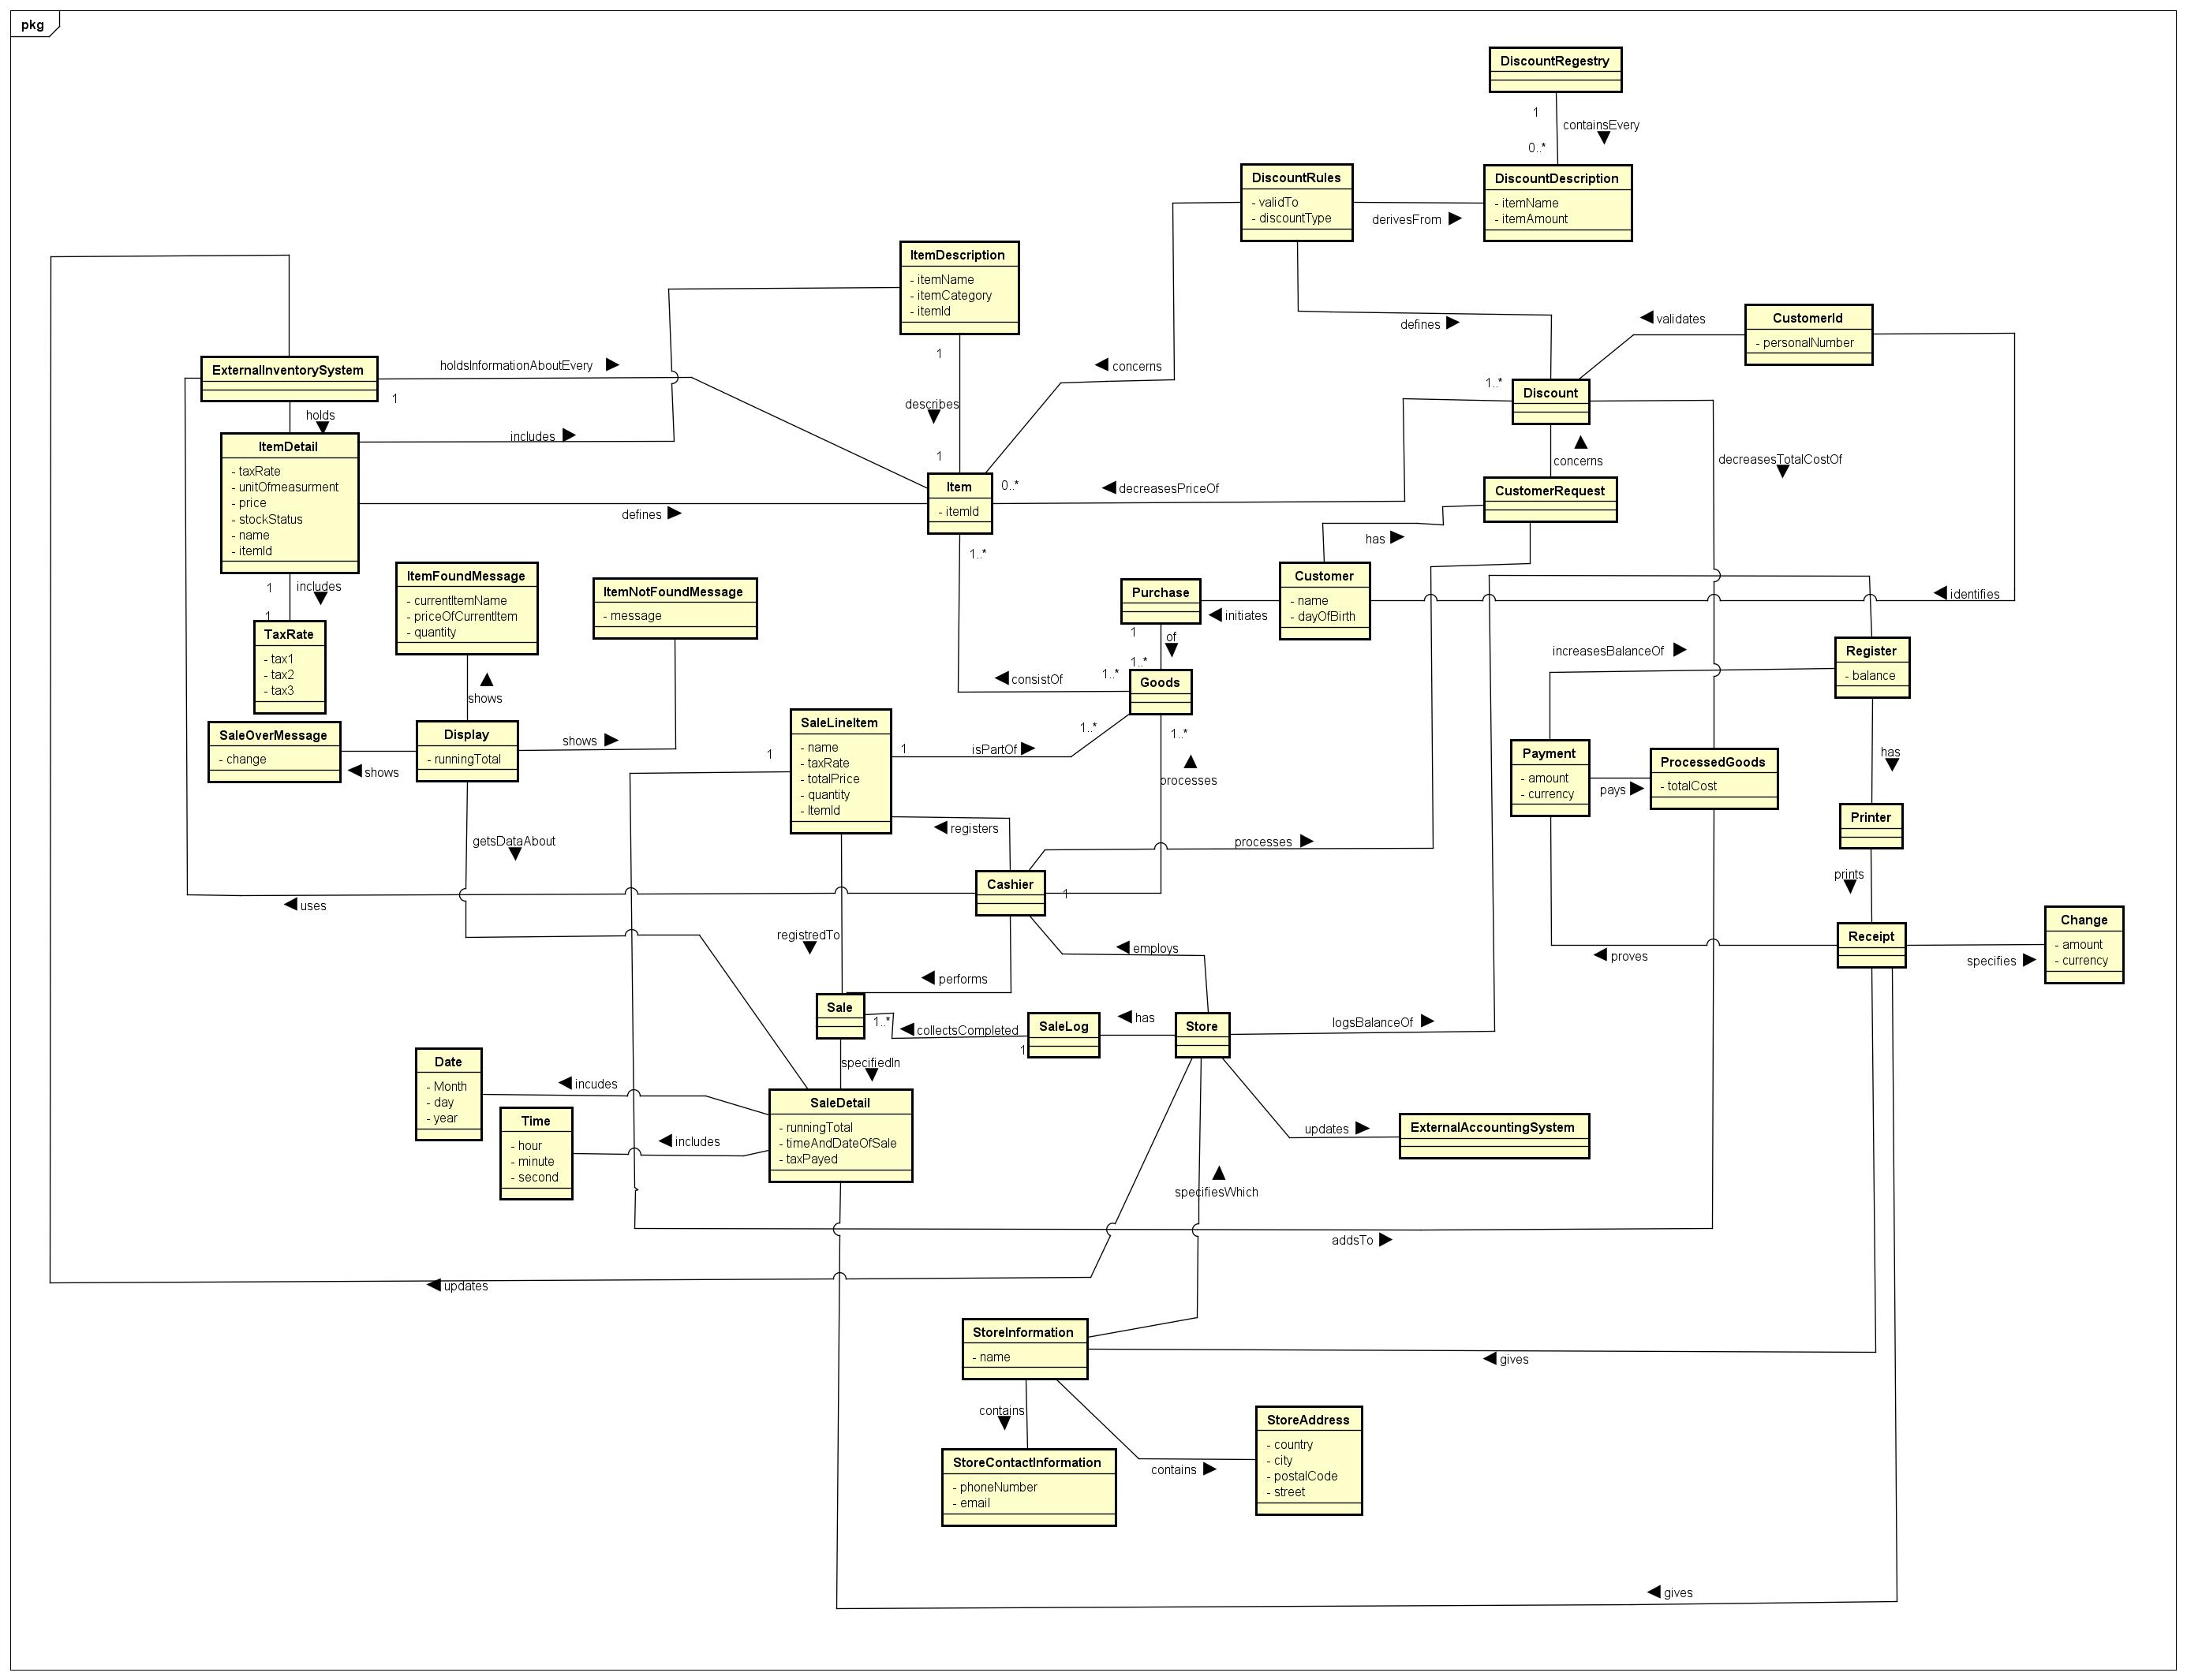 pkg
DiscountRegestry
1
containsEvery
0..*
DiscountRules
- validTo
- discountType
derivesFrom
DiscountDescription
- itemName
- itemAmount
ItemDescription
- itemName
- itemCategory
- itemId
defines
validates
CustomerId
- personalNumber
ExternalInventorySystem
holdsInformationAboutEvery
1
1
describes
1
concerns
1..*
Discount
holds
ItemDetail
- taxRate
- unitOfmeasurment
- price
- stockStatus
- name
- itemId
includes
defines
Item
- itemId
0..*
1..*
decreasesPriceOf
concerns
decreasesTotalCostOf
CustomerRequest
has
1
includes
1
TaxRate
- tax1
- tax2
- tax3
ItemFoundMessage
- currentItemName
- priceOfCurrentItem
- quantity
ItemNotFoundMessage
- message
shows
Purchase
initiates
Customer
- name
- dayOfBirth
identifies
1
of
1..*
1..*
consistOf
Goods
increasesBalanceOf
Register
- balance
SaleOverMessage
- change
shows
Display
- runningTotal
shows
SaleLineItem
- name
- taxRate
- totalPrice
- quantity
- ItemId
1
1
isPartOf
1..*
1..*
processes
Payment
- amount
- currency
pays
ProcessedGoods
- totalCost
has
Printer
getsDataAbout
registers
processes
Cashier
1
uses
prints
registredTo
employs
performs
proves
Receipt
specifies
Change
- amount
- currency
Sale
1..*
collectsCompleted
1
SaleLog
has
Store
logsBalanceOf
specifiedIn
Date
- Month
- day
- year
incudes
Time
- hour
- minute
- second
includes
SaleDetail
- runningTotal
- timeAndDateOfSale
- taxPayed
updates
ExternalAccountingSystem
specifiesWhich
addsTo
updates
StoreInformation
- name
gives
contains
StoreContactInformation
- phoneNumber
- email
contains
StoreAddress
- country
- city
- postalCode
- street
gives